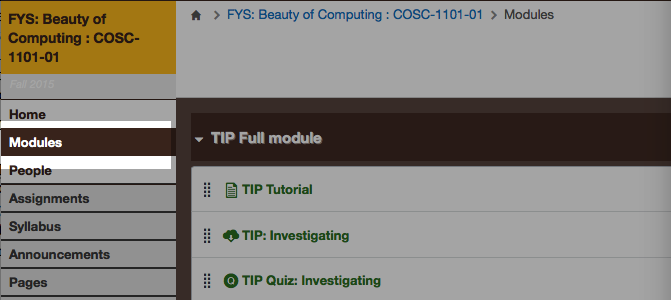 FYS: Beauty of
Computing : COSC-
1101-01
Fall 2015
Home
Modules
People
Assignments
Syllabus
Announcements
Pages
FYS: Beauty of Computing : COSC-1101-01 > Modules
TIP Full module
TIP Tutorial
TIP: Investigating
Q TIP Quiz: Investigating